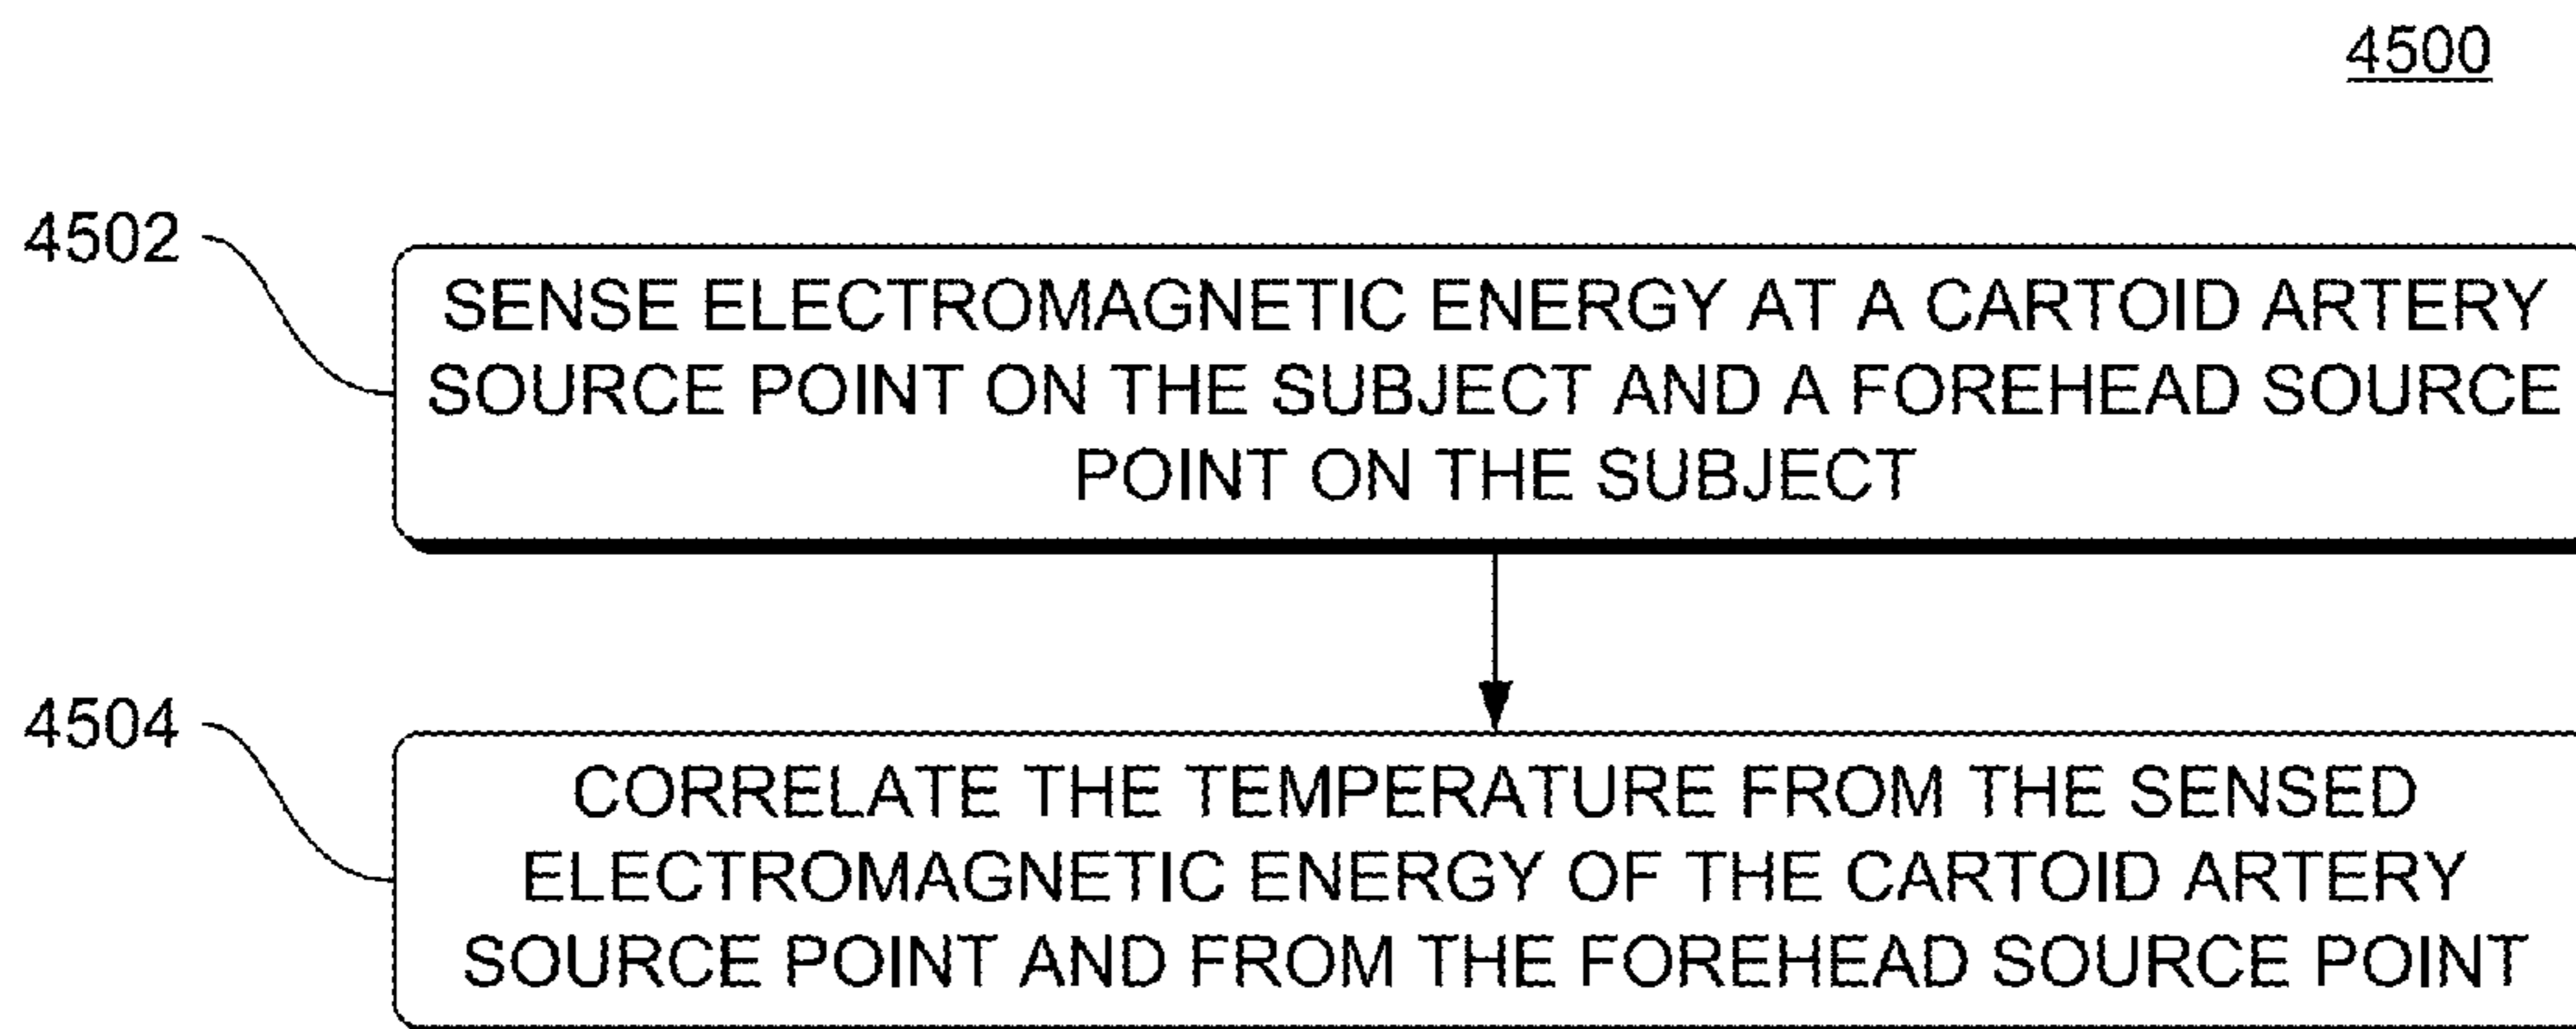 4500
4502
SENSE ELECTROMAGNETIC ENERGY AT A CARTOID ARTERY
SOURCE POINT ON THE SUBJECT AND A FOREHEAD SOURCE
POINT ON THE SUBJECT
4504
CORRELATE THE TEMPERATURE FROM THE SENSED
ELECTROMAGNETIC ENERGY OF THE CARTOID ARTERY
SOURCE POINT AND FROM THE FOREHEAD SOURCE POINT